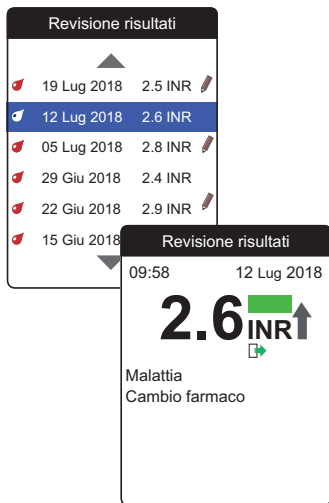 Revisione risultati
19 Lug 2018 2.5 INR
12 Lug 2018 2.6 INR
05 Lug 2018 2.8 INR
29 Giu 2018 2.4 INR
22 Giu 2018 2.9 INR
15 Giu 2018
Revisione risultati
09:58 12 Lug 2018
2.6 INR
Malattia
Cambio farmaco